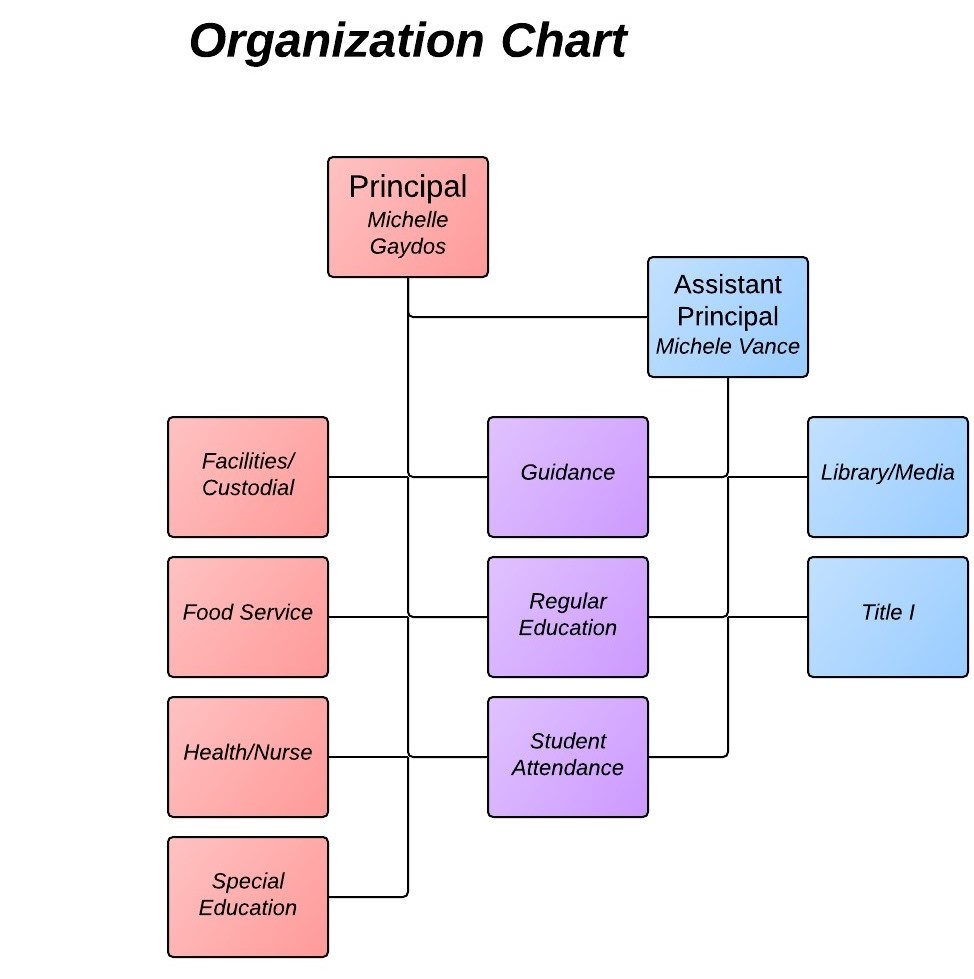 Organization Chart
Principal
Michelle
Gaydos
Assistant
Principal
Michele Vance
Facilities/
Custodial
Guidance
Library/Media
Food Service
Regular
Education
Title I
Health/Nurse
Student
Attendance
Special
Education